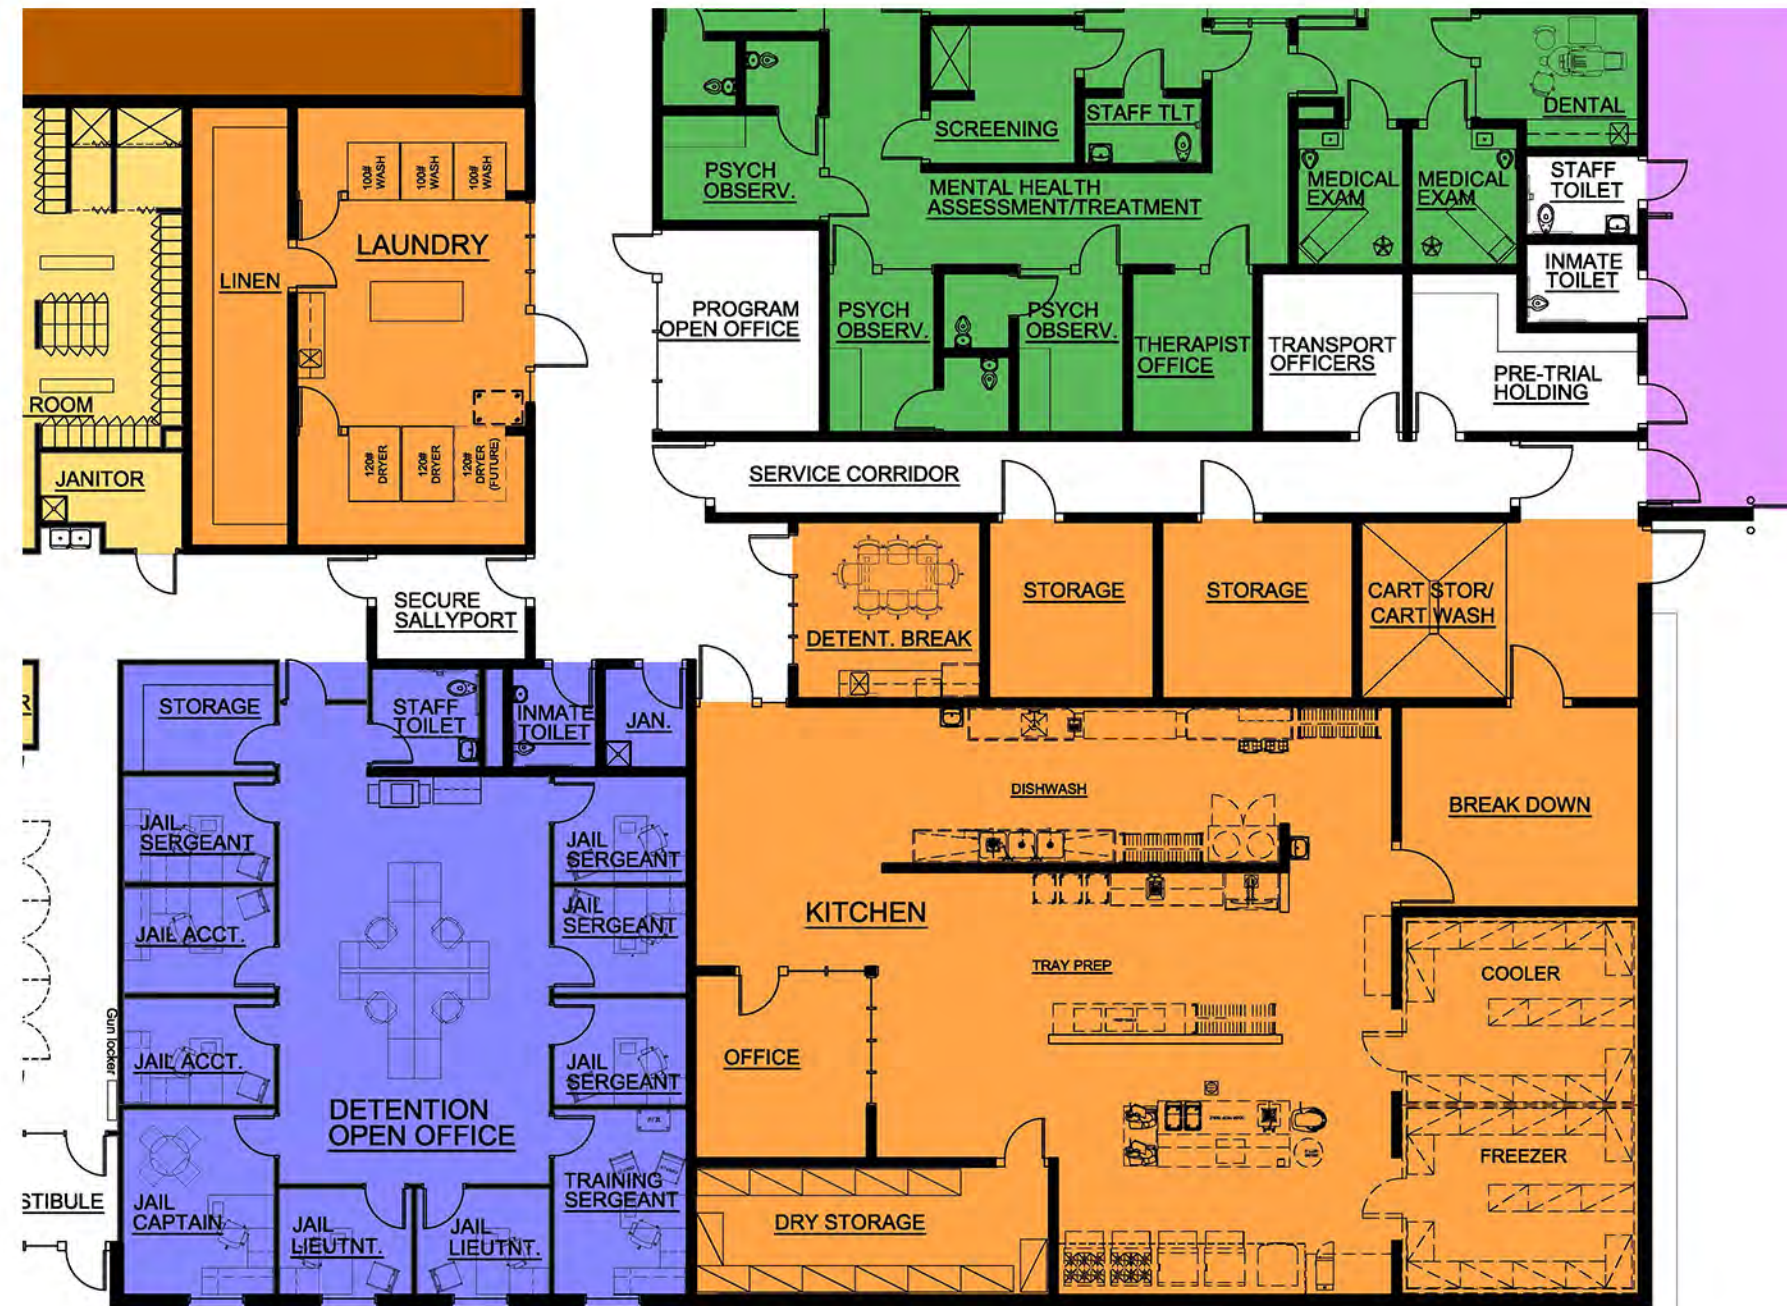 SCREENING
STAFF TLT
DENTAL
PSYCH
OBSERV.
MENTAL HEALTH
ASSESSMENT/TREATMENT
MEDICAL
EXAM
MEDICAL
EXAM
STAFF
TOILET
INMATE
TOILET
100#
WASH
100#
WASH
100#
WASH
LAUNDRY
LINEN
PROGRAM
OPEN OFFICE
PSYCH
OBSERV.
PSYCH
OBSERV.
THERAPIST
OFFICE
TRANSPORT
OFFICERS
PRE-TRIAL
HOLDING
ROOM
120#
DRYER
120#
DRYER
120#
DRYER
(FUTURE)
JANITOR
SERVICE CORRIDOR
SECURE
SALLYPORT
DETENT. BREAK
STORAGE
STORAGE
CART STOR/
CART WASH
R
STORAGE
STAFF
TOILET
INMATE
TOILET
JAN.
DISHWASH
BREAK DOWN
JAIL
SERGEANT
JAIL
SERGEANT
JAIL ACCT.
JAIL
SERGEANT
KITCHEN
TRAY PREP
COOLER
Gun locker
JAIL ACCT.
JAIL
SERGEANT
OFFICE
DETENTION
OPEN OFFICE
FREEZER
STIBULE
JAIL
CAPTAIN
JAIL
LIEUTNT.
JAIL
LIEUTNT.
TRAINING
SERGEANT
DRY STORAGE